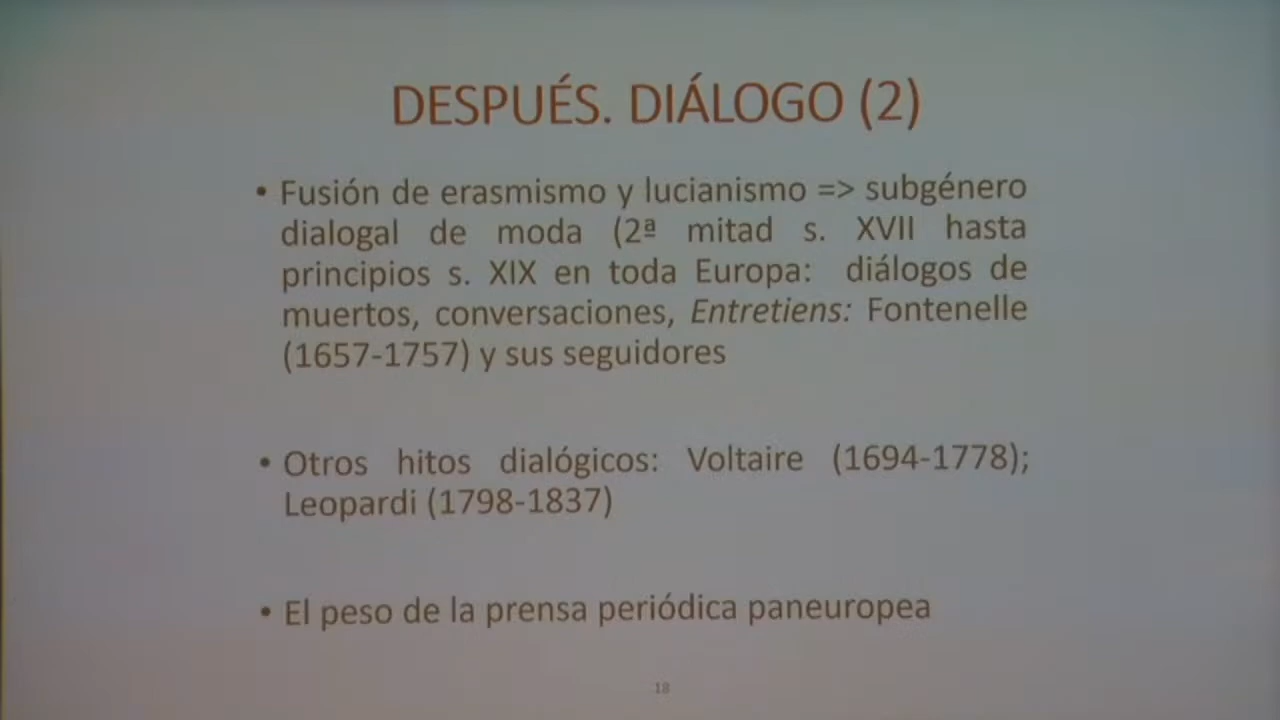 DESPUÉS. DIÁLOGO (2)
• Fusión de erasmismo y lucianismo => subgénero
dialogal de moda (2ª mitad s. XVII hasta
principios s. XIX en toda Europa: diálogos de
muertos, conversaciones, Entretiens: Fontenelle
(1657-1757) y sus seguidores
• Otros hitos dialógicos: Voltaire (1694-1778);
Leopardi (1798-1837)
• El peso de la prensa periódica paneuropea
18